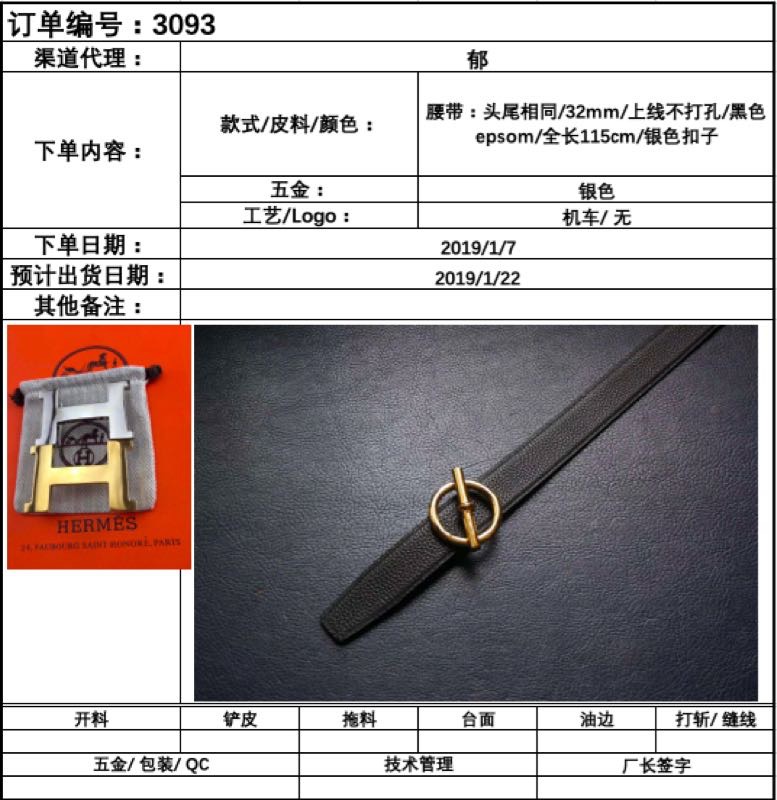 订单编号：3093
渠道代理：
郁
下单内容：
款式/皮料/颜色：
腰带：头尾相同/32mm/上线不打孔/黑色
epsom/全长115cm/银色扣子
五金：
银色
工艺/Logo：
机车/ 无
下单日期：
2019/1/7
预计出货日期：
2019/1/22
其他备注：
HERMÈS
24, FAUBOURG SAINT HONORÉ, PARIS
开料
铲皮
拖料
台面
油边
打斩/ 缝线
五金/ 包装/ QC
技术管理
厂长签字